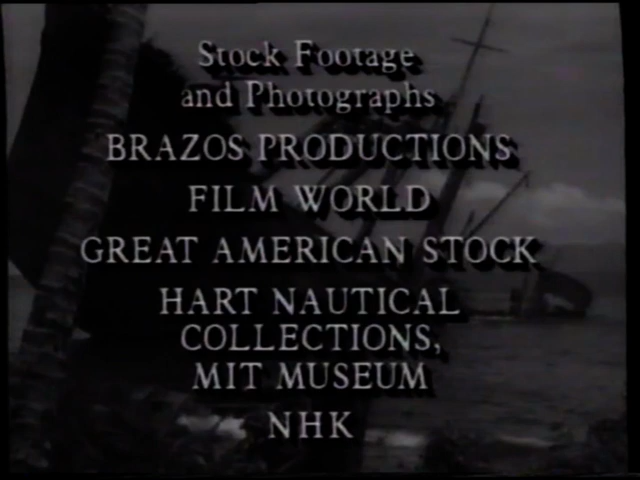 Stock Footage
and Photographs
BRAZOS PRODUCTIONS
FILM WORLD
GREAT AMERICAN STOCK
HART NAUTICAL
COLLECTIONS,
MIT MUSEUM
NHK